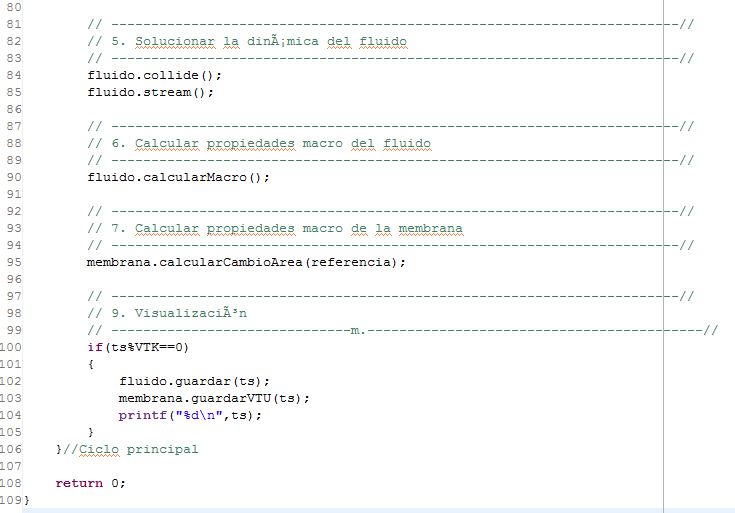 80
81 // -----------------------------------------------------------------------//
82 // 5. Solucionar la dinÃ¡mica del fluido
83 // -----------------------------------------------------------------------//
84 fluido.collide();
85 fluido.stream();
86
87 // -----------------------------------------------------------------------//
88 // 6. Calcular propiedades macro del fluido
89 // -----------------------------------------------------------------------//
90 fluido.calcularMacro();
91
92 // -----------------------------------------------------------------------//
93 // 7. Calcular propiedades macro de la membrana
94 // -----------------------------------------------------------------------//
95 membrana.calcularCambioArea(referencia);
96
97 // -----------------------------------------------------------------------//
98 // 9. VisualizaciÃ³n
99 // ------------------------------m.------------------------------------------//
100 if(ts%VTK==0)
101 {
102 fluido.guardar(ts);
103 membrana.guardarVTU(ts);
104 printf("%d\n",ts);
105 }
106 }//Ciclo principal
107
108 return 0;
109 }